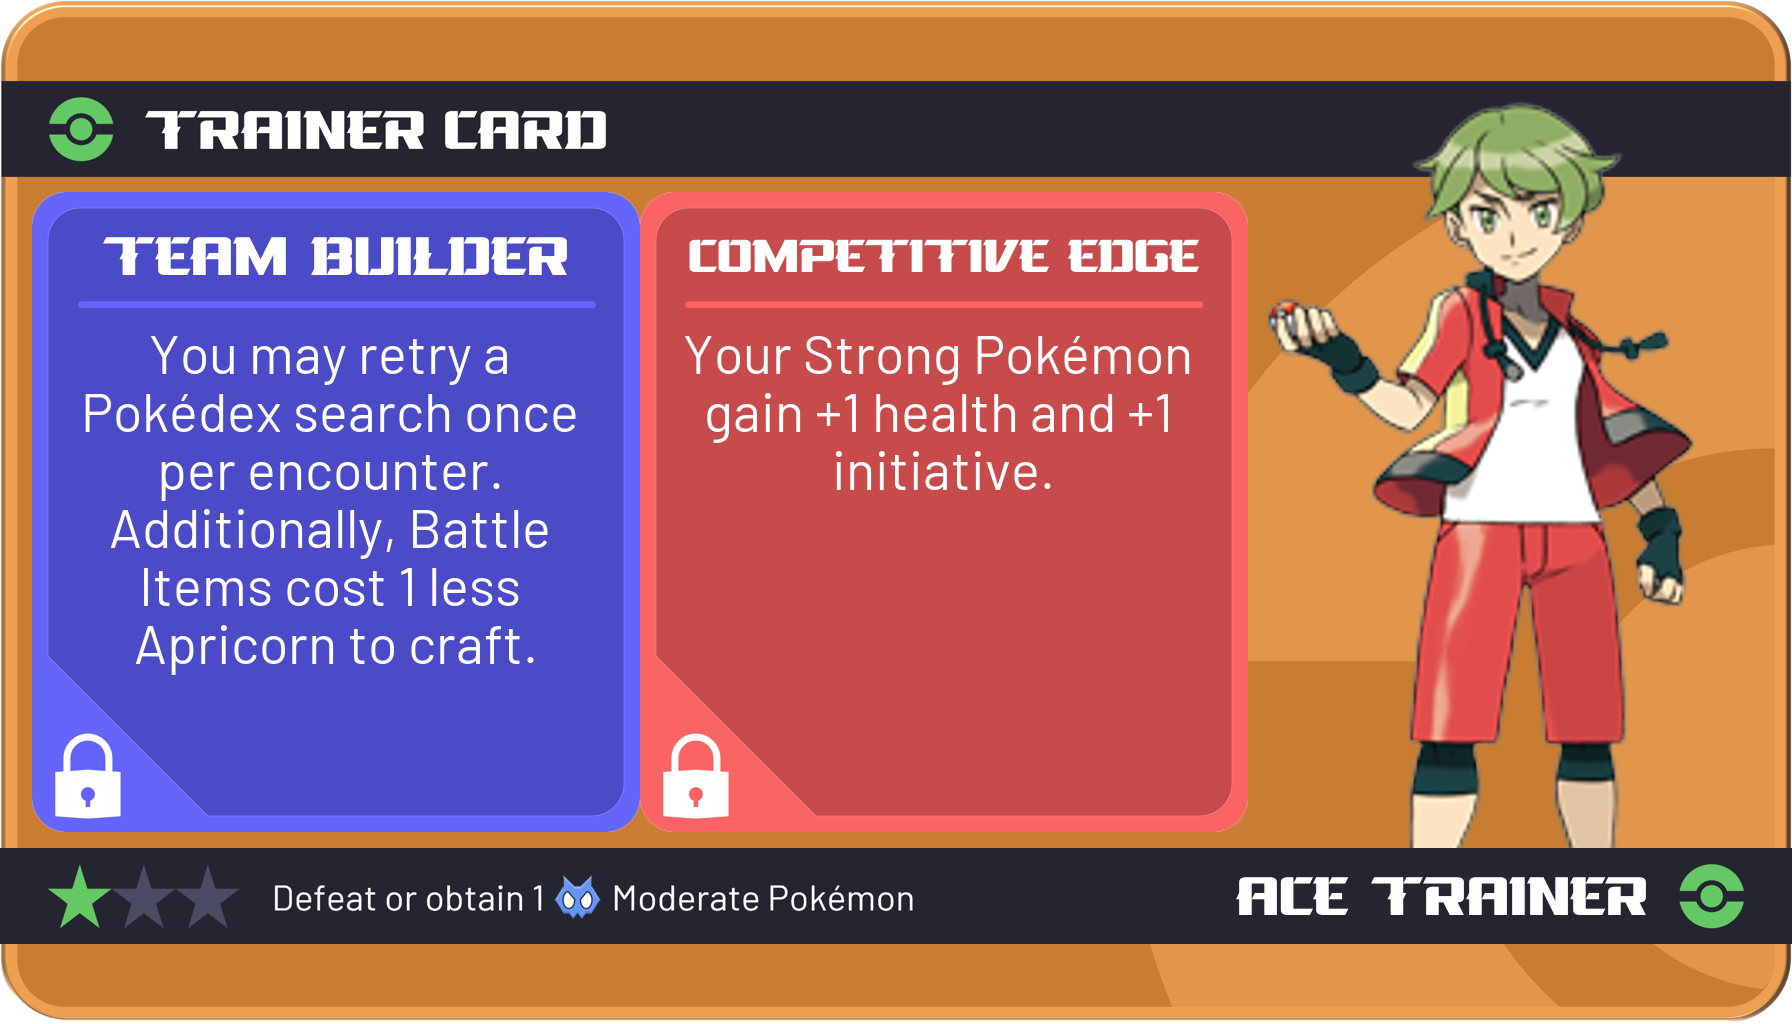 TRAINER CARD
TEAM BUILDER
You may retry a
Pokédex search once
per encounter.
Additionally, Battle
Items cost 1 less
Apricorn to craft.
COMPETITIVE EDGE
Your Strong Pokémon
gain +1 health and +1
initiative.
Defeat or obtain 1 Moderate Pokémon
ACE TRAINER